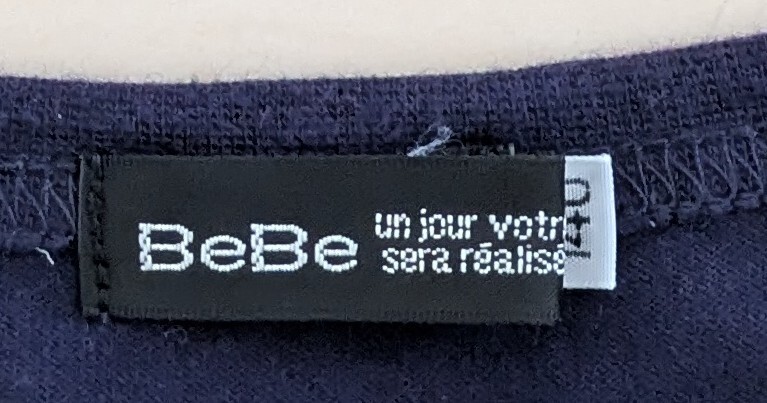 BeBe
un jour votr
sera réalisé
140